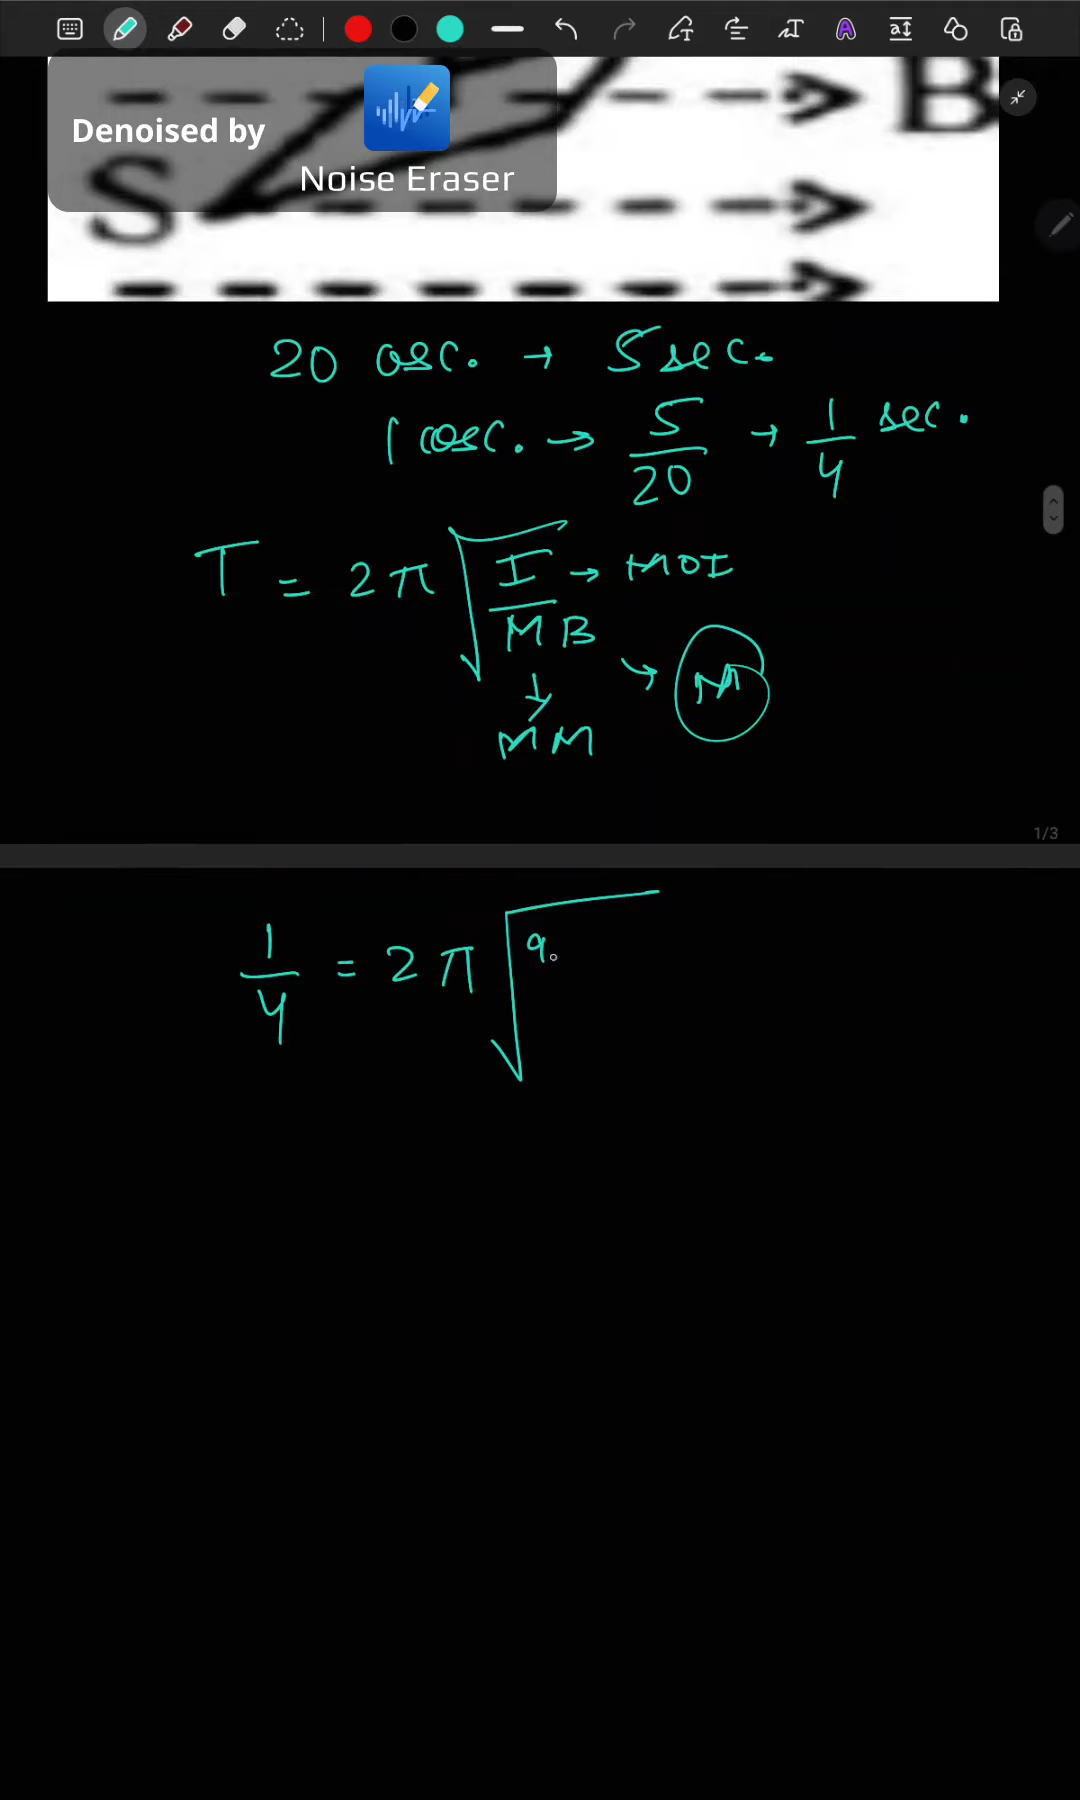 B
Denoised by
Noise Eraser
S
20 osc. → 5 sec.
1 osc. → 5/20 → 1/4 sec.
T = 2π √(I/MB) → MOI
↓ → M
MM
1/3
1/4 = 2π √9.